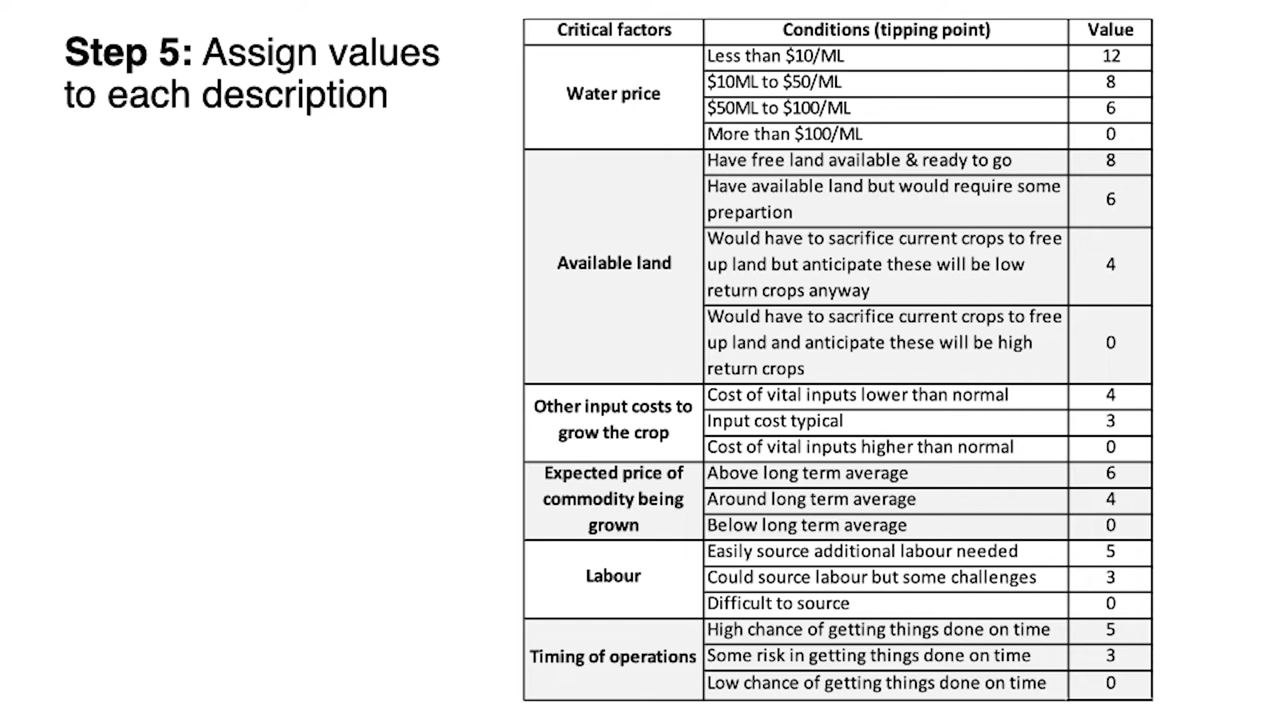 Step 5: Assign values
to each description
Critical factors Conditions (tipping point) Value
Water price
Less than $10/ML 12
$10ML to $50/ML 8
$50ML to $100/ML 6
More than $100/ML 0
Available land
Have free land available & ready to go 8
Have available land but would require some
prepartion
6
Would have to sacrifice current crops to free
up land but anticipate these will be low
return crops anyway
4
Would have to sacrifice current crops to free
up land and anticipate these will be high
return crops
0
Other input costs to
grow the crop
Cost of vital inputs lower than normal 4
Input cost typical 3
Cost of vital inputs higher than normal 0
Expected price of
commodity being
grown
Above long term average 6
Around long term average 4
Below long term average 0
Labour
Easily source additional labour needed 5
Could source labour but some challenges 3
Difficult to source 0
Timing of operations
High chance of getting things done on time 5
Some risk in getting things done on time 3
Low chance of getting things done on time 0